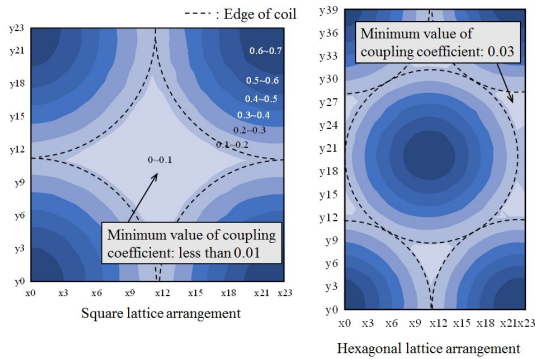 : Edge of coil
y23
y21
y18
y15
y12
y9
y6
y3
y0
0.6~0.7
0.5~0.6
0.4~0.5
0.3~0.4
0.2~0.3
0.1~0.2
0~0.1
Minimum value of coupling
coefficient: less than 0.01
x0 x3 x6 x9 x12 x15 x18 x21 x23
Square lattice arrangement
y39
y36
y33
y30
y27
y24
y21
y18
y15
y12
y9
y6
y3
y0
Minimum value of
coupling coefficient: 0.03
x0 x3 x6 x9 x12 x15 x18 x21 x23
Hexagonal lattice arrangement